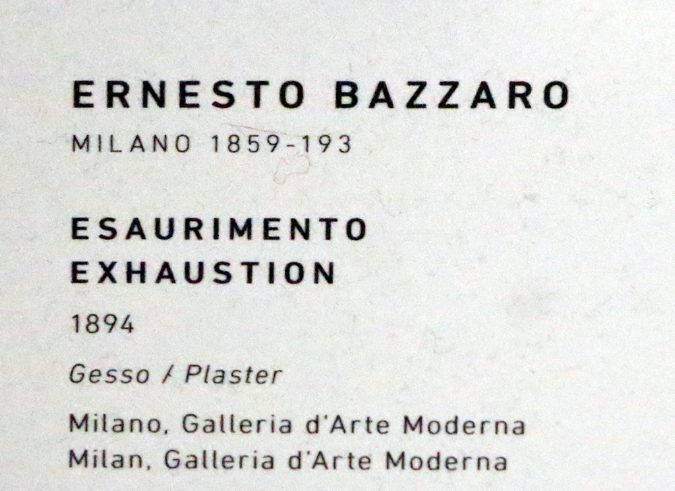 ERNESTO BAZZARO
MILANO 1859-193
ESAURIMENTO
EXHAUSTION
1894
Gesso / Plaster
Milano, Galleria d'Arte Moderna
Milan, Galleria d'Arte Moderna